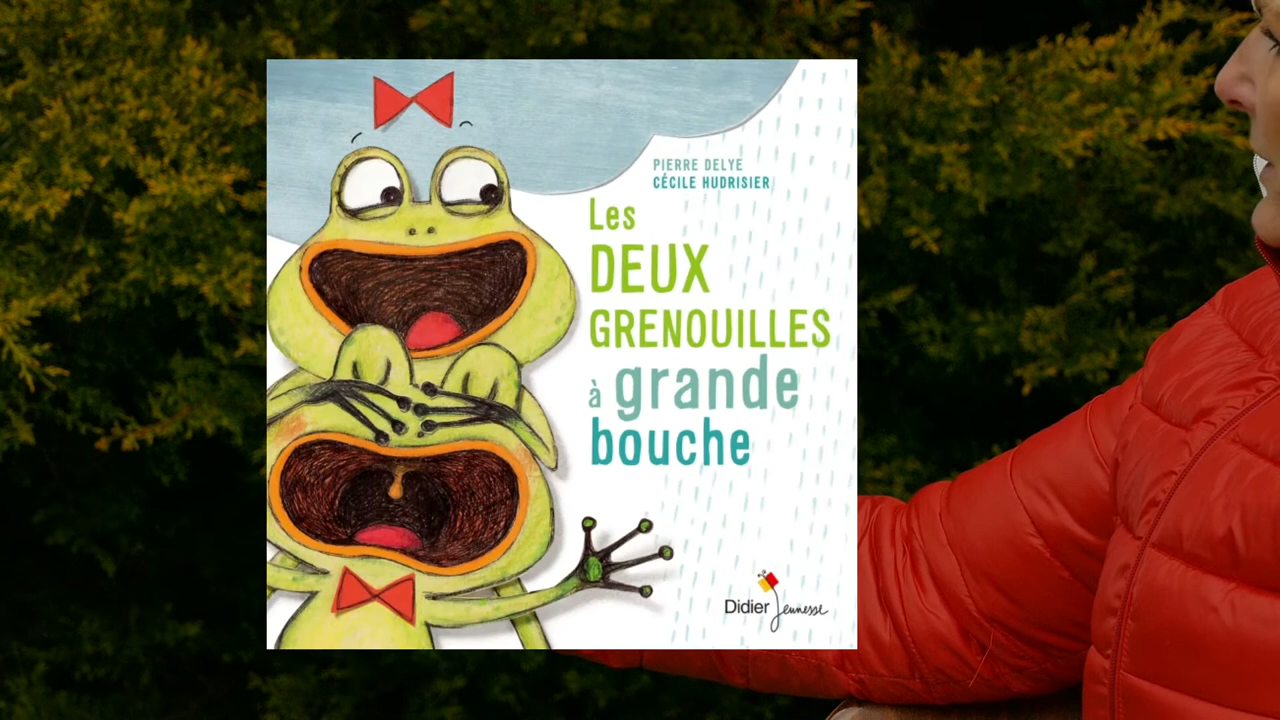 PIERRE DELYE
CÉCILE HUDRISIER
Les
DEUX
GRENOUILLES
à grande
bouche
Didier Jeunesse